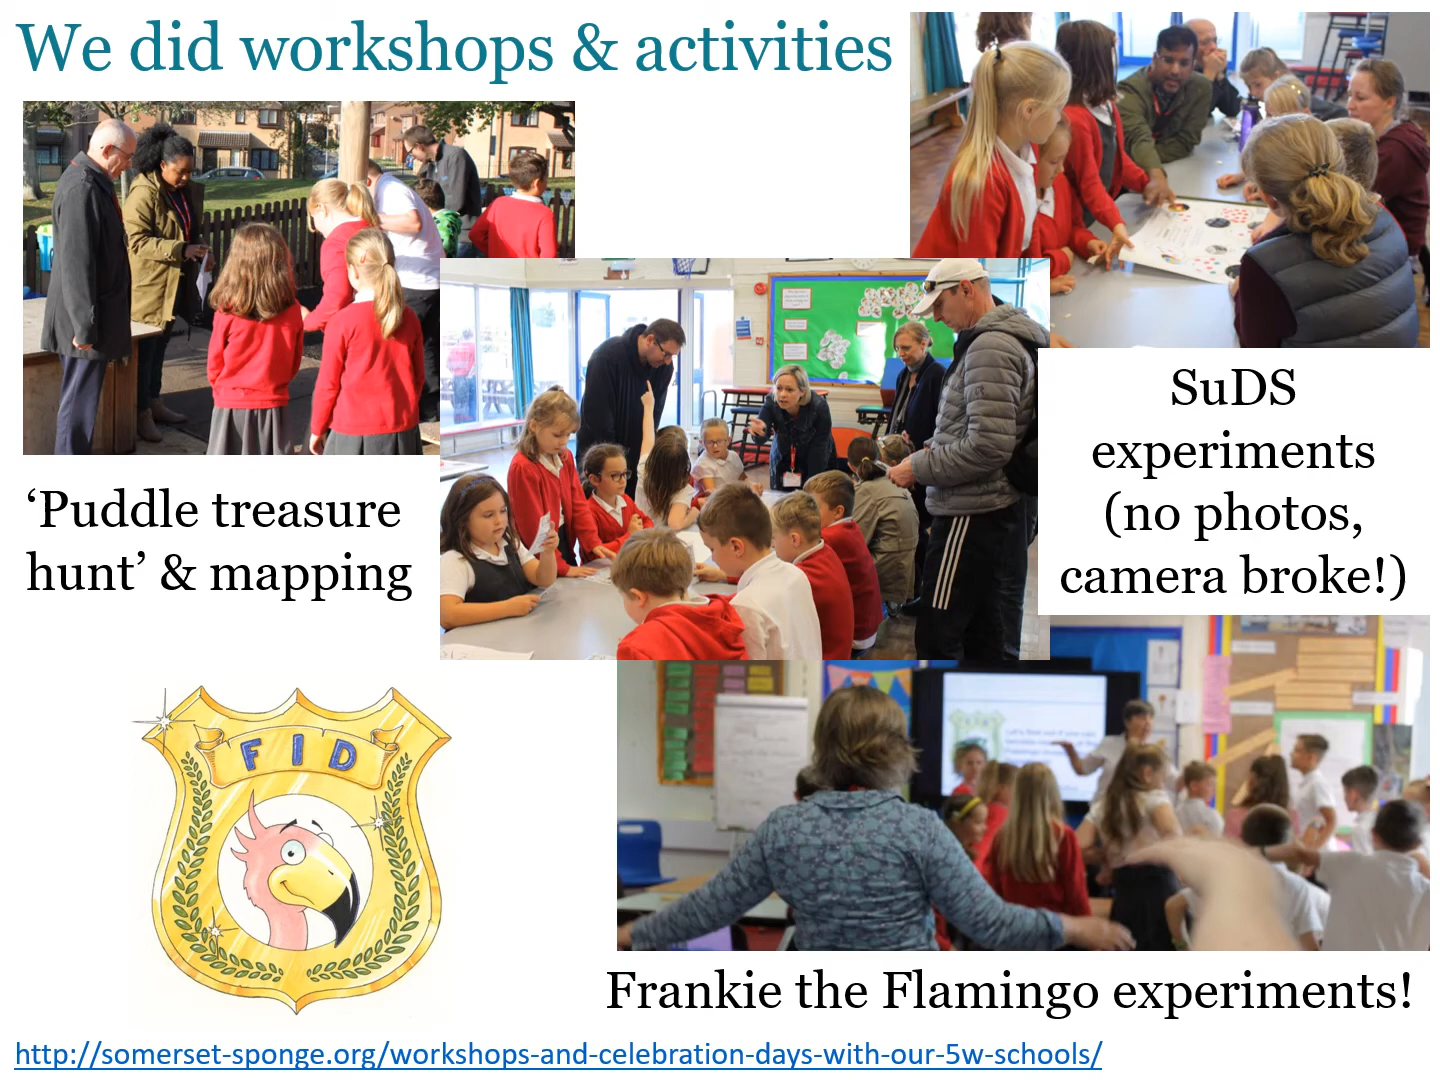 We did workshops & activities
‘Puddle treasure
hunt’ & mapping
SuDS
experiments
(no photos,
camera broke!)
FID
Frankie the Flamingo experiments!
http://somerset-sponge.org/workshops-and-celebration-days-with-our-5w-schools/